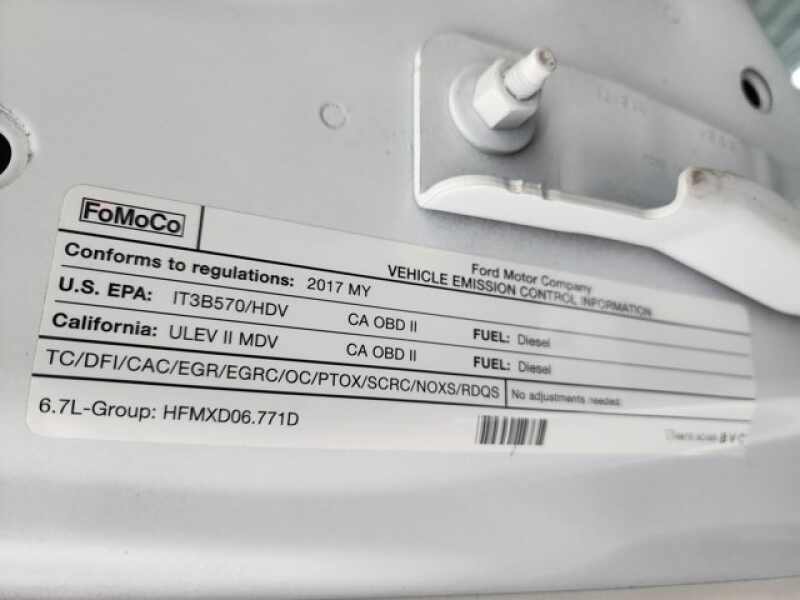 FoMoCo
Ford Motor Company
VEHICLE EMISSION CONTROL INFORMATION
Conforms to regulations: 2017 MY
U.S. EPA: IT3B570/HDV CA OBD II FUEL: Diesel
California: ULEV II MDV CA OBD II FUEL: Diesel
TC/DFI/CAC/EGR/EGRC/OC/PTOX/SCRC/NOXS/RDQS No adjustments needed.
6.7L-Group: HFMXD06.771D